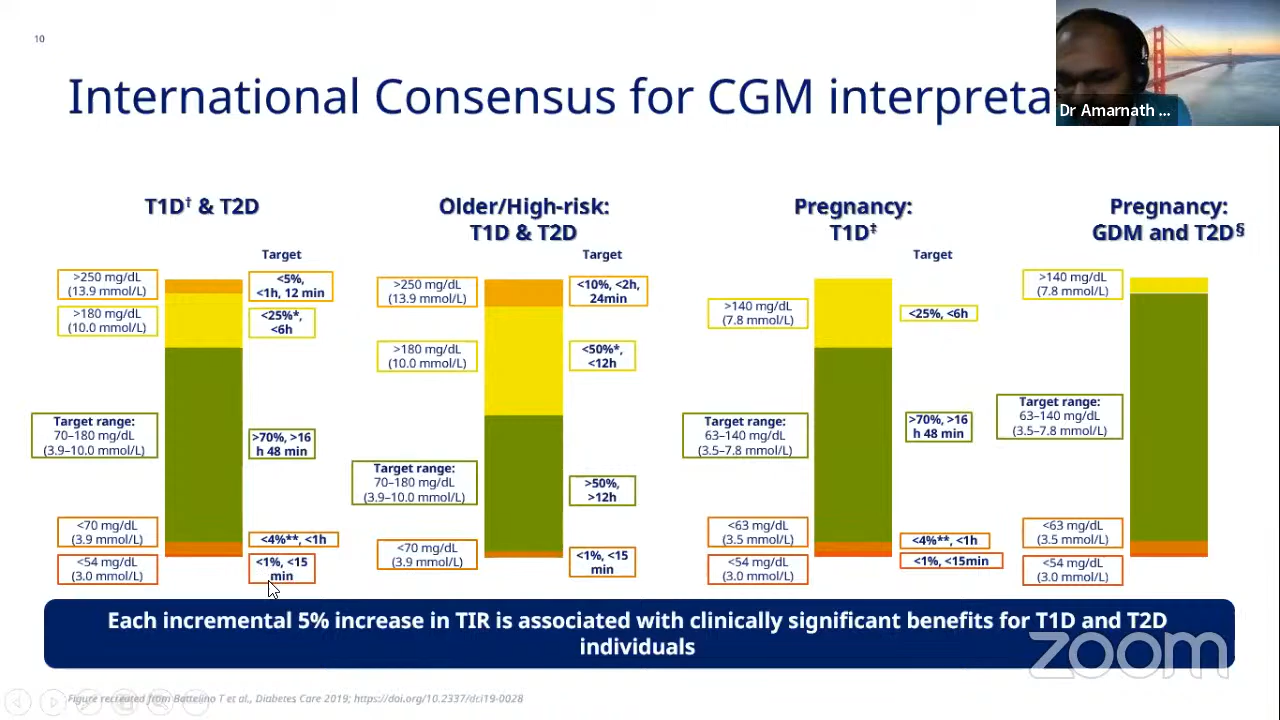 10
International Consensus for CGM
Dr Amarnath ...
T1D† & T2D
Target
>250 mg/dL
(13.9 mmol/L)
<5%,
<1h, 12 min
>180 mg/dL
(10.0 mmol/L)
<25%*,
<6h
Target range:
70–180 mg/dL
(3.9–10.0 mmol/L)
>70%, >16
h 48 min
<70 mg/dL
(3.9 mmol/L)
<4%**, <1h
<54 mg/dL
(3.0 mmol/L)
<1%, <15
min
Older/High-risk:
T1D & T2D
Target
>250 mg/dL
(13.9 mmol/L)
<10%, <2h,
24min
>180 mg/dL
(10.0 mmol/L)
<50%*,
<12h
Target range:
70–180 mg/dL
(3.9–10.0 mmol/L)
>50%,
>12h
<70 mg/dL
(3.9 mmol/L)
<1%, <15
min
Pregnancy:
T1D‡
Target
>140 mg/dL
(7.8 mmol/L)
<25%, <6h
Target range:
63–140 mg/dL
(3.5–7.8 mmol/L)
>70%, >16
h 48 min
<63 mg/dL
(3.5 mmol/L)
<4%**, <1h
<54 mg/dL
(3.0 mmol/L)
<1%, <15min
Pregnancy:
GDM and T2D§
>140 mg/dL
(7.8 mmol/L)
Target range:
63–140 mg/dL
(3.5–7.8 mmol/L)
<63 mg/dL
(3.5 mmol/L)
<54 mg/dL
(3.0 mmol/L)
Each incremental 5% increase in TIR is associated with clinically significant benefits for T1D and T2D
individuals
zoom
Figure recreated from Battelino T et al., Diabetes Care 2019; https://doi.org/10.2337/dci19-0028